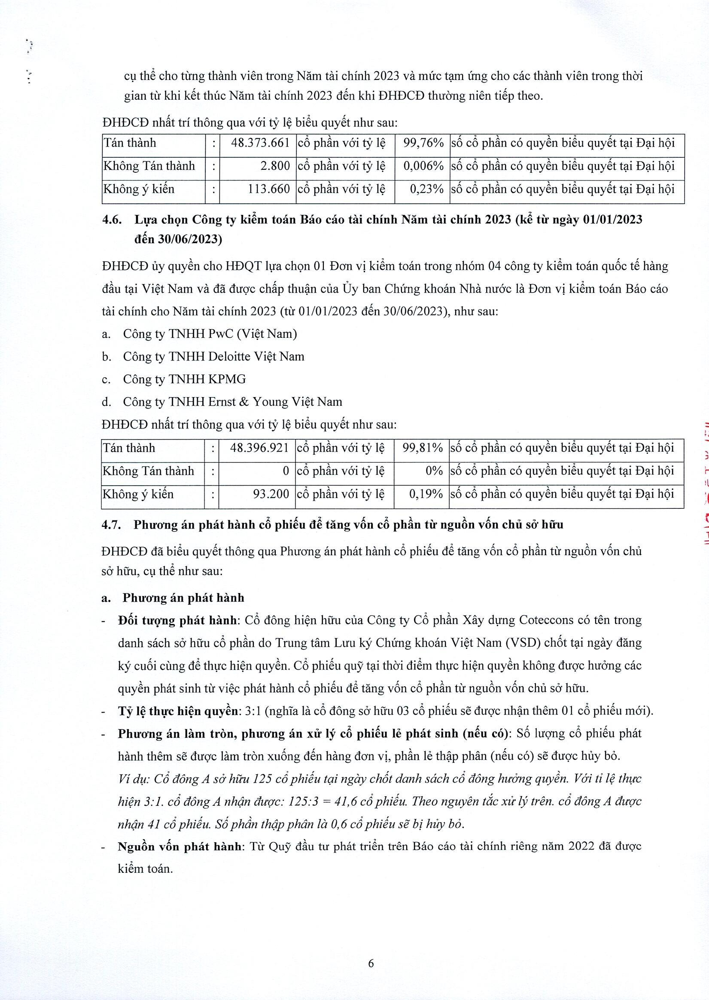 cụ thể cho từng thành viên trong Năm tài chính 2023 và mức tạm ứng cho các thành viên trong thời
gian từ khi kết thúc Năm tài chính 2023 đến khi ĐHĐCĐ thường niên tiếp theo.
ĐHĐCĐ nhất trí thông qua với tỷ lệ biểu quyết như sau:
Tán thành : 48.373.661 cổ phần với tỷ lệ 99,76% số cổ phần có quyền biểu quyết tại Đại hội
Không Tán thành : 2.800 cổ phần với tỷ lệ 0,006% số cổ phần có quyền biểu quyết tại Đại hội
Không ý kiến : 113.660 cổ phần với tỷ lệ 0,23% số cổ phần có quyền biểu quyết tại Đại hội
4.6. Lựa chọn Công ty kiểm toán Báo cáo tài chính Năm tài chính 2023 (kể từ ngày 01/01/2023
đến 30/06/2023)
ĐHĐCĐ ủy quyền cho HĐQT lựa chọn 01 Đơn vị kiểm toán trong nhóm 04 công ty kiểm toán quốc tế hàng
đầu tại Việt Nam và đã được chấp thuận của Ủy ban Chứng khoán Nhà nước là Đơn vị kiểm toán Báo cáo
tài chính cho Năm tài chính 2023 (từ 01/01/2023 đến 30/06/2023), như sau:
a. Công ty TNHH PwC (Việt Nam)
b. Công ty TNHH Deloitte Việt Nam
c. Công ty TNHH KPMG
d. Công ty TNHH Ernst & Young Việt Nam
ĐHĐCĐ nhất trí thông qua với tỷ lệ biểu quyết như sau:
Tán thành : 48.396.921 cổ phần với tỷ lệ 99,81% số cổ phần có quyền biểu quyết tại Đại hội
Không Tán thành : 0 cổ phần với tỷ lệ 0% số cổ phần có quyền biểu quyết tại Đại hội
Không ý kiến : 93.200 cổ phần với tỷ lệ 0,19% số cổ phần có quyền biểu quyết tại Đại hội
4.7. Phương án phát hành cổ phiếu để tăng vốn cổ phần từ nguồn vốn chủ sở hữu
ĐHĐCĐ đã biểu quyết thông qua Phương án phát hành cổ phiếu để tăng vốn cổ phần từ nguồn vốn chủ
sở hữu, cụ thể như sau:
a. Phương án phát hành
- Đối tượng phát hành: Cổ đông hiện hữu của Công ty Cổ phần Xây dựng Coteccons có tên trong
danh sách sở hữu cổ phần do Trung tâm Lưu ký Chứng khoán Việt Nam (VSD) chốt tại ngày đăng
ký cuối cùng để thực hiện quyền. Cổ phiếu quỹ tại thời điểm thực hiện quyền không được hưởng các
quyền phát sinh từ việc phát hành cổ phiếu để tăng vốn cổ phần từ nguồn vốn chủ sở hữu.
- Tỷ lệ thực hiện quyền: 3:1 (nghĩa là cổ đông sở hữu 03 cổ phiếu sẽ được nhận thêm 01 cổ phiếu mới).
- Phương án làm tròn, phương án xử lý cổ phiếu lẻ phát sinh (nếu có): Số lượng cổ phiếu phát
hành thêm sẽ được làm tròn xuống đến hàng đơn vị, phần lẻ thập phân (nếu có) sẽ được hủy bỏ.
Ví dụ: Cổ đông A sở hữu 125 cổ phiếu tại ngày chốt danh sách cổ đông hưởng quyền. Với tỉ lệ thực
hiện 3:1. cổ đông A nhận được: 125:3 = 41,6 cổ phiếu. Theo nguyên tắc xử lý trên. cổ đông A được
nhận 41 cổ phiếu. Số phần thập phân là 0,6 cổ phiếu sẽ bị hủy bỏ.
- Nguồn vốn phát hành: Từ Quỹ đầu tư phát triển trên Báo cáo tài chính riêng năm 2022 đã được
kiểm toán.
6